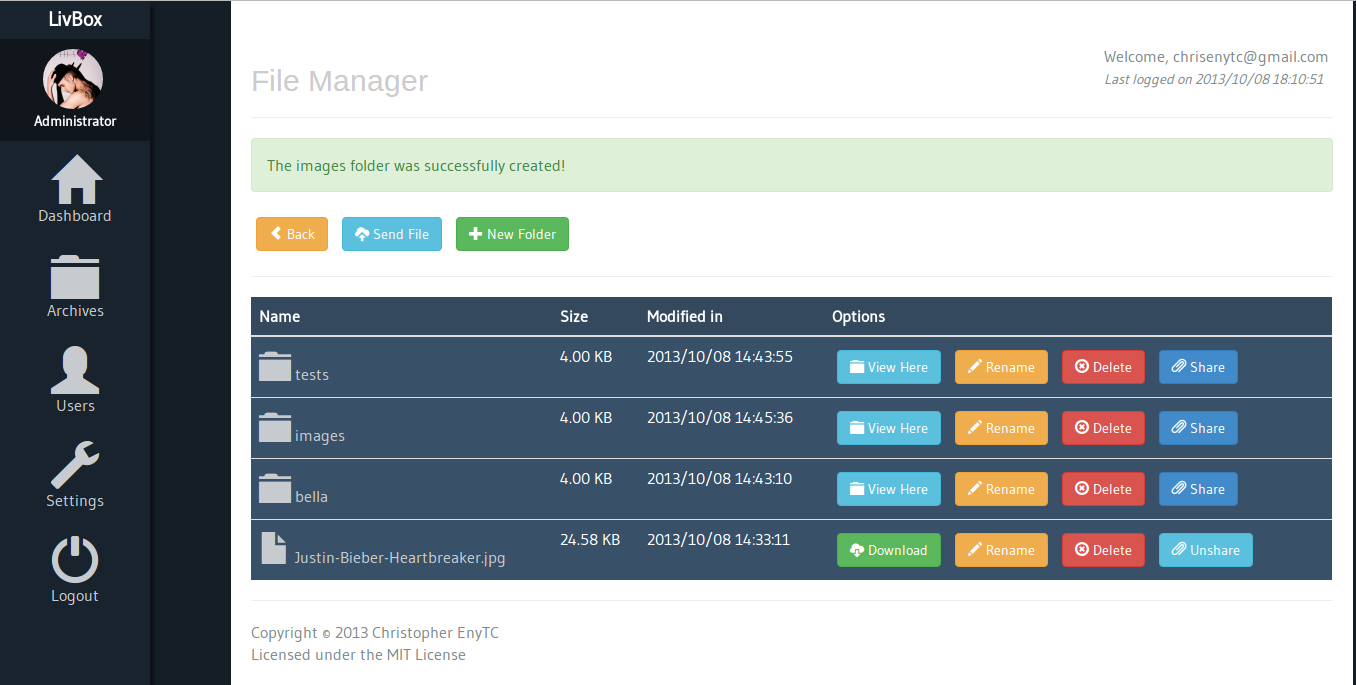 LivBox
Administrator
Dashboard
Archives
Users
Settings
Logout
Welcome, chrisenytc@gmail.com
File Manager
Last logged on 2013/10/08 18:10:51
The images folder was successfully created!
Back Send File New Folder
Name Size Modified in Options
tests 4.00 KB 2013/10/08 14:43:55 View Here Rename Delete Share
images 4.00 KB 2013/10/08 14:45:36 View Here Rename Delete Share
bella 4.00 KB 2013/10/08 14:43:10 View Here Rename Delete Share
Justin-Bieber-Heartbreaker.jpg 24.58 KB 2013/10/08 14:33:11 Download Rename Delete Unshare
Copyright © 2013 Christopher EnyTC
Licensed under the MIT License